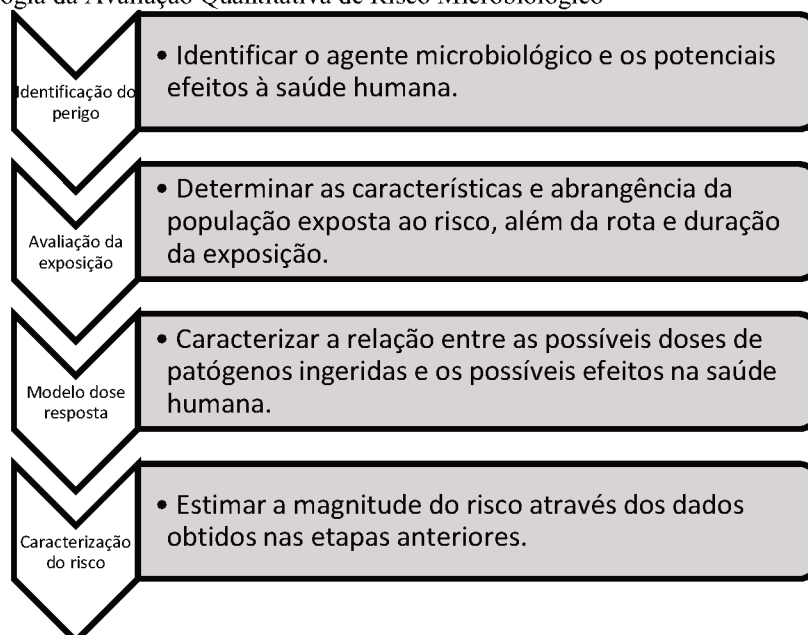 da Avaliação Qualitativa de Risco Microbiológico
Identificação do
perigo
• Identificar o agente microbiológico e os potenciais
efeitos à saúde humana.
Avaliação da
exposição
• Determinar as características e abrangência da
população exposta ao risco, além da rota e duração
da exposição.
Modelo dose
resposta
• Caracterizar a relação entre as possíveis doses de
patógenos ingeridas e os possíveis efeitos na saúde
humana.
Caracterização
do risco
• Estimar a magnitude do risco através dos dados
obtidos nas etapas anteriores.